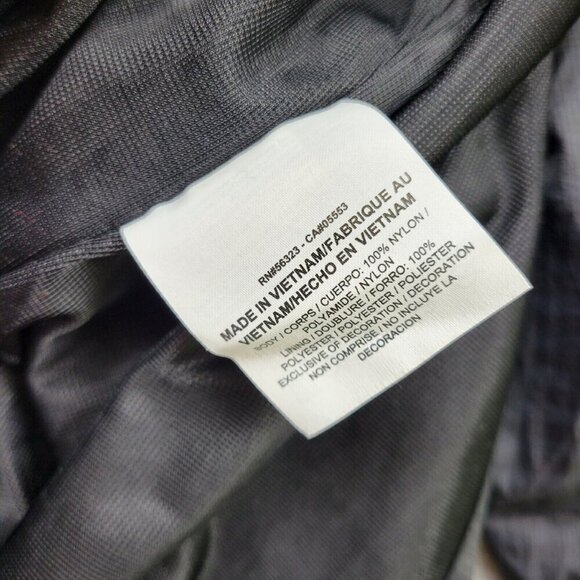 RN#56323 - CA#05553
MADE IN VIETNAM/FABRIQUE AU
VIETNAM/HECHO EN VIETNAM
BODY / CORPS / CUERPO: 100% NYLON /
POLYAMIDE / NYLON
LINING / DOUBLURE / FORRO: 100%
POLYESTER / POLYESTER / POLIESTER
EXCLUSIVE OF DECORATION / DECORATION
NON COMPRISE / NO INCLUYE LA
DECORACION